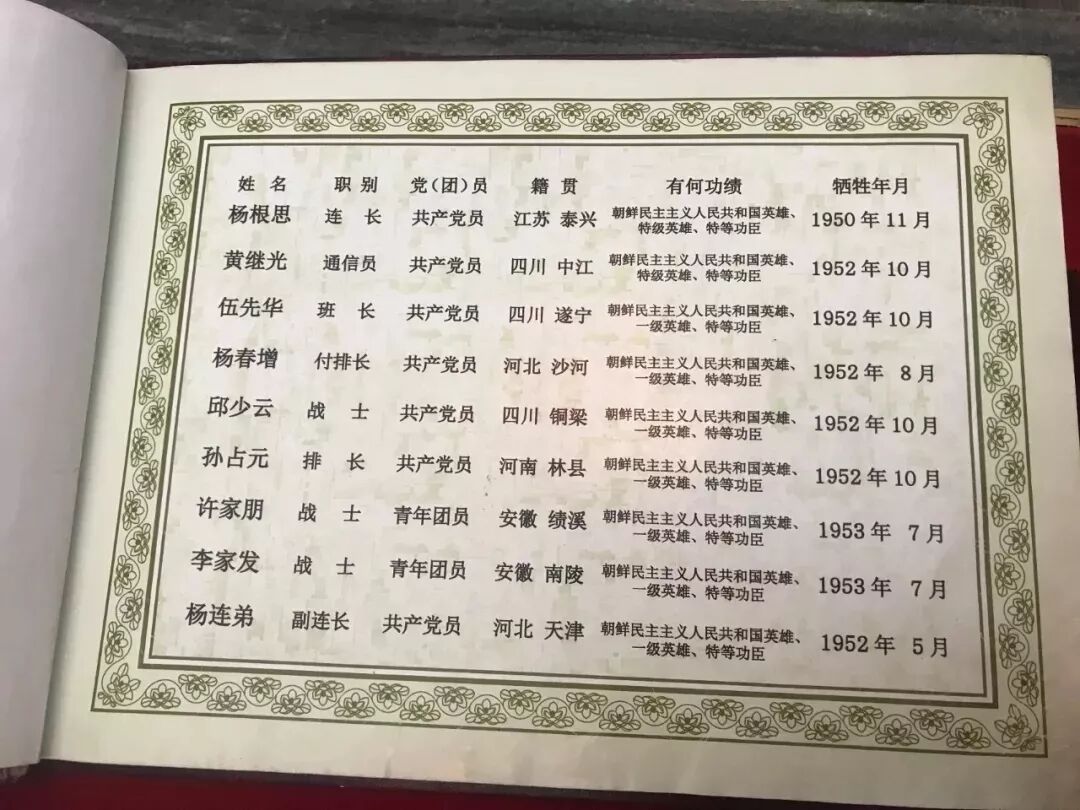 姓 名 职 别 党(团)员 籍 贯 有何功绩 牺牲年月
杨根思 连 长 共产党员 江苏 泰兴 朝鲜民主主义人民共和国英雄、 1950年11月
特级英雄、特等功臣
黄继光 通信员 共产党员 四川 中江 朝鲜民主主义人民共和国英雄、 1952年10月
特级英雄、特等功臣
伍先华 班 长 共产党员 四川 遂宁 朝鲜民主主义人民共和国英雄、 1952年10月
一级英雄、特等功臣
杨春增 付排长 共产党员 河北 沙河 朝鲜民主主义人民共和国英雄、 1952年 8月
一级英雄、特等功臣
邱少云 战 士 共产党员 四川 铜梁 朝鲜民主主义人民共和国英雄、 1952年10月
一级英雄、特等功臣
孙占元 排 长 共产党员 河南 林县 朝鲜民主主义人民共和国英雄、 1952年10月
一级英雄、特等功臣
许家朋 战 士 青年团员 安徽 绩溪 朝鲜民主主义人民共和国英雄、 1953年 7月
一级英雄、特等功臣
李家发 战 士 青年团员 安徽 南陵 朝鲜民主主义人民共和国英雄、 1953年 7月
一级英雄、特等功臣
杨连弟 副连长 共产党员 河北 天津 朝鲜民主主义人民共和国英雄、 1952年 5月
一级英雄、特等功臣